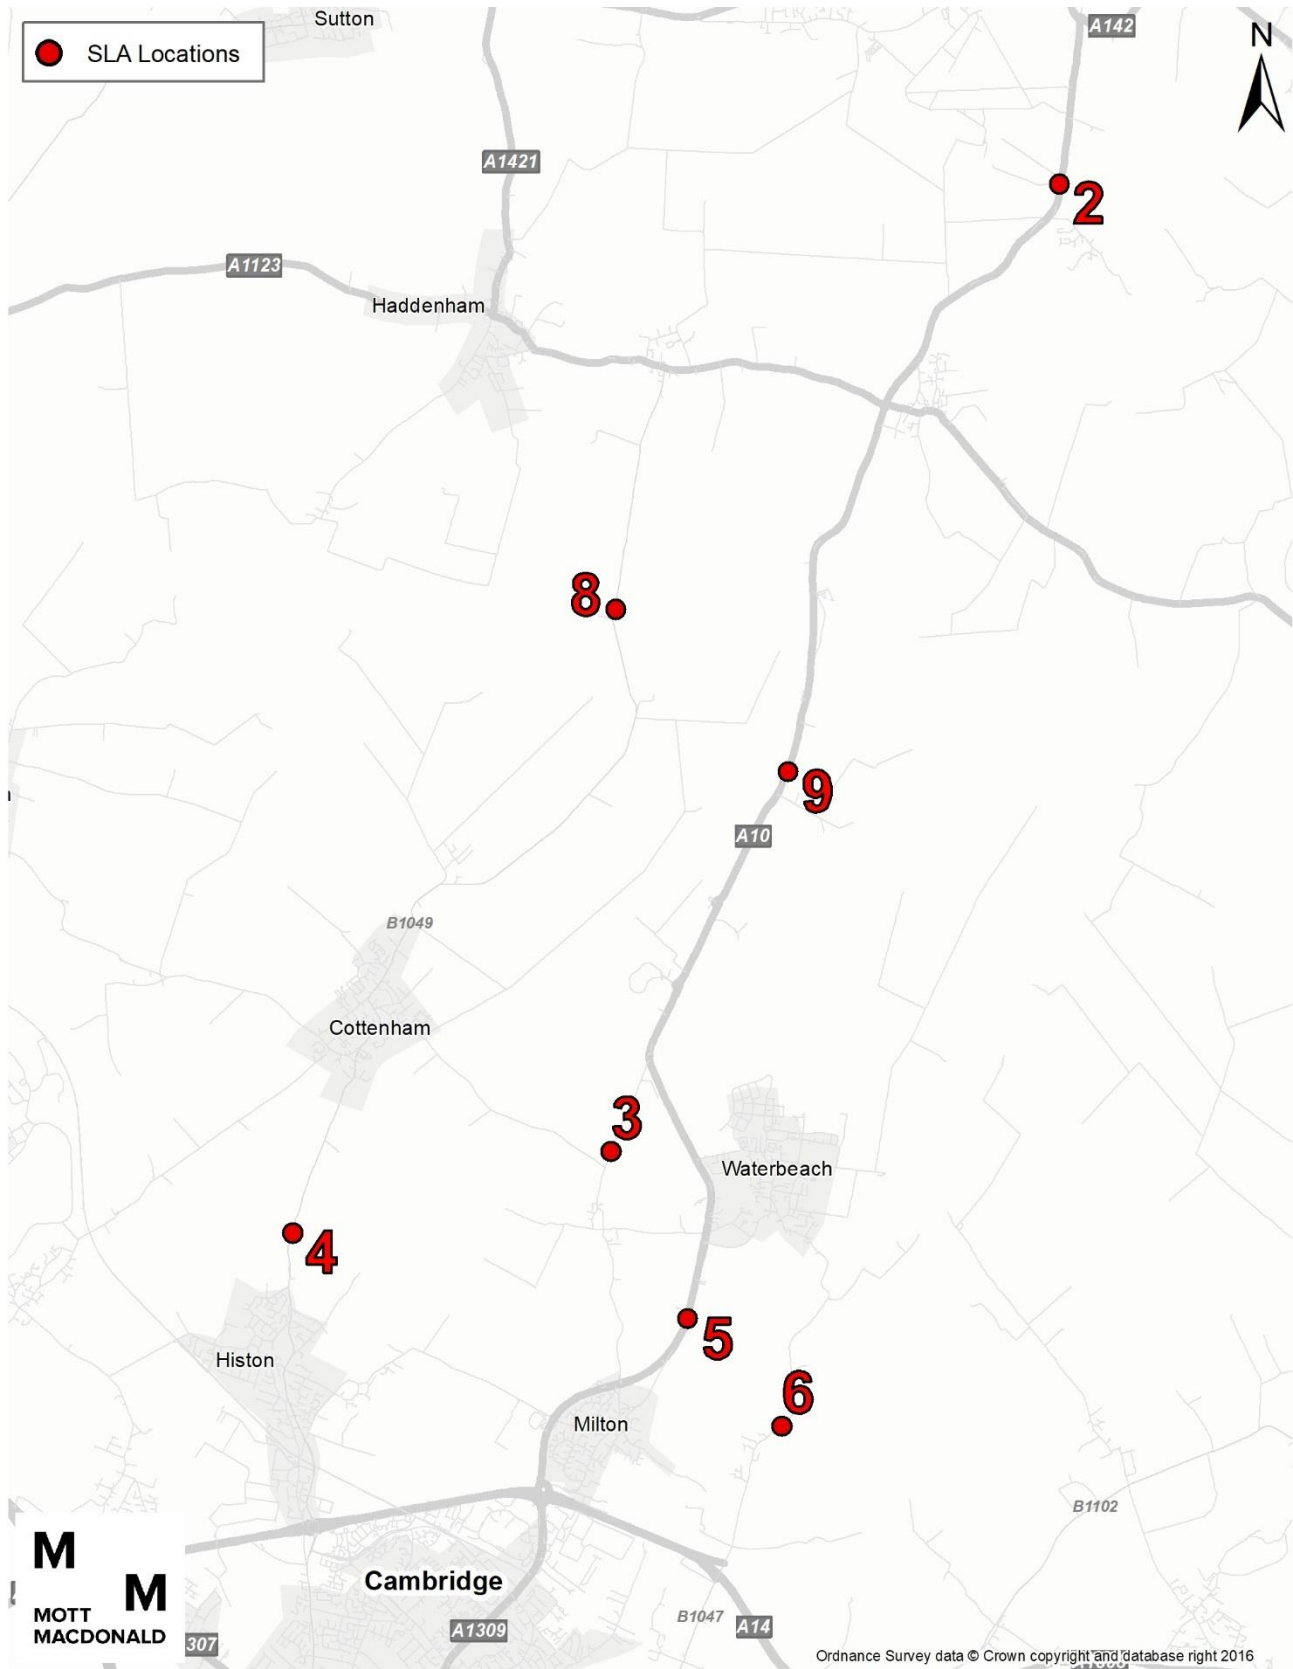 Sutton
SLA Locations
A142
N
A1421
2
A1123
Haddenham
8
9
A10
B1049
Cottenham
3
Waterbeach
4
5
Histon
6
Milton
B1102
M
M
MOTT
MACDONALD
Cambridge
B1047
A14
A1309
307
Ordnance Survey data © Crown copyright and database right 2016